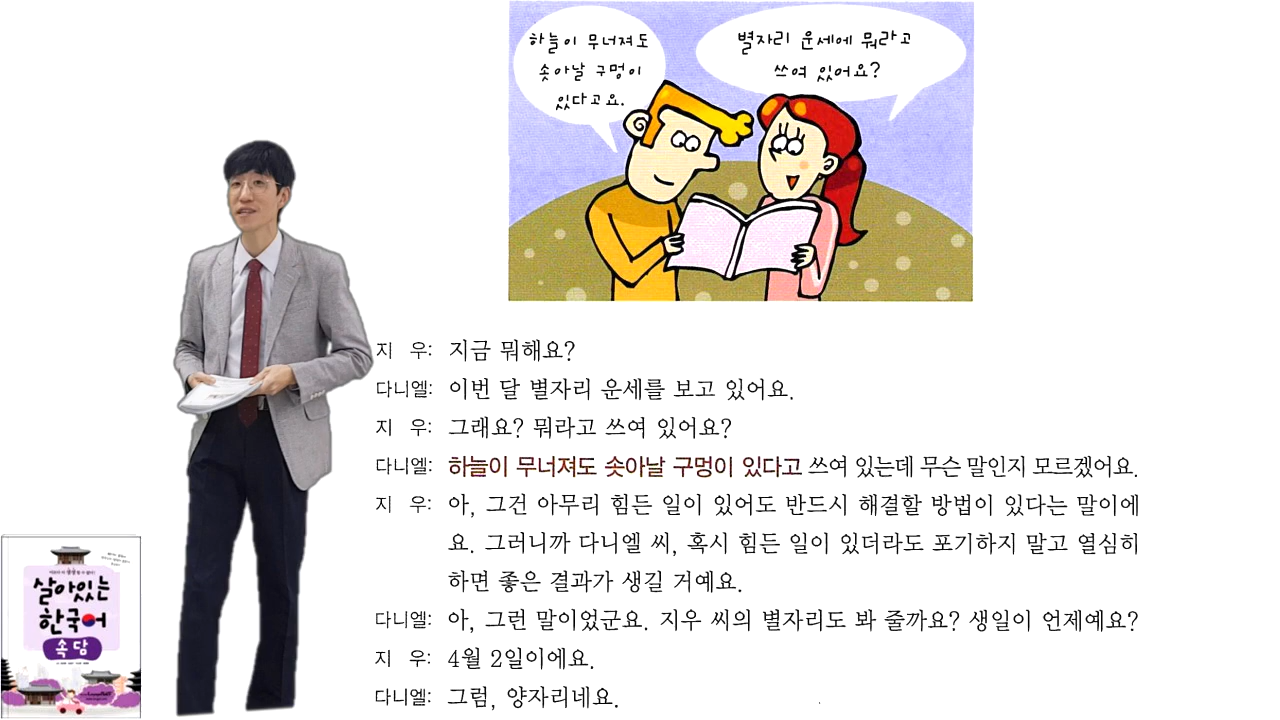 하늘이 무너져도
솟아날 구멍이
있다고요.
별자리 운세에 뭐라고
쓰여 있어요?
지 우: 지금 뭐해요?
다니엘: 이번 달 별자리 운세를 보고 있어요.
지 우: 그래요? 뭐라고 쓰여 있어요?
다니엘: 하늘이 무너져도 솟아날 구멍이 있다고 쓰여 있는데 무슨 말인지 모르겠어요.
지 우: 아, 그건 아무리 힘든 일이 있어도 반드시 해결할 방법이 있다는 말이에
요. 그러니까 다니엘 씨, 혹시 힘든 일이 있더라도 포기하지 말고 열심히
하면 좋은 결과가 생길 거예요.
다니엘: 아, 그런 말이었군요. 지우 씨의 별자리도 봐 줄까요? 생일이 언제예요?
지 우: 4월 2일이에요.
다니엘: 그럼, 양자리네요.
살아있는
한국어
속담